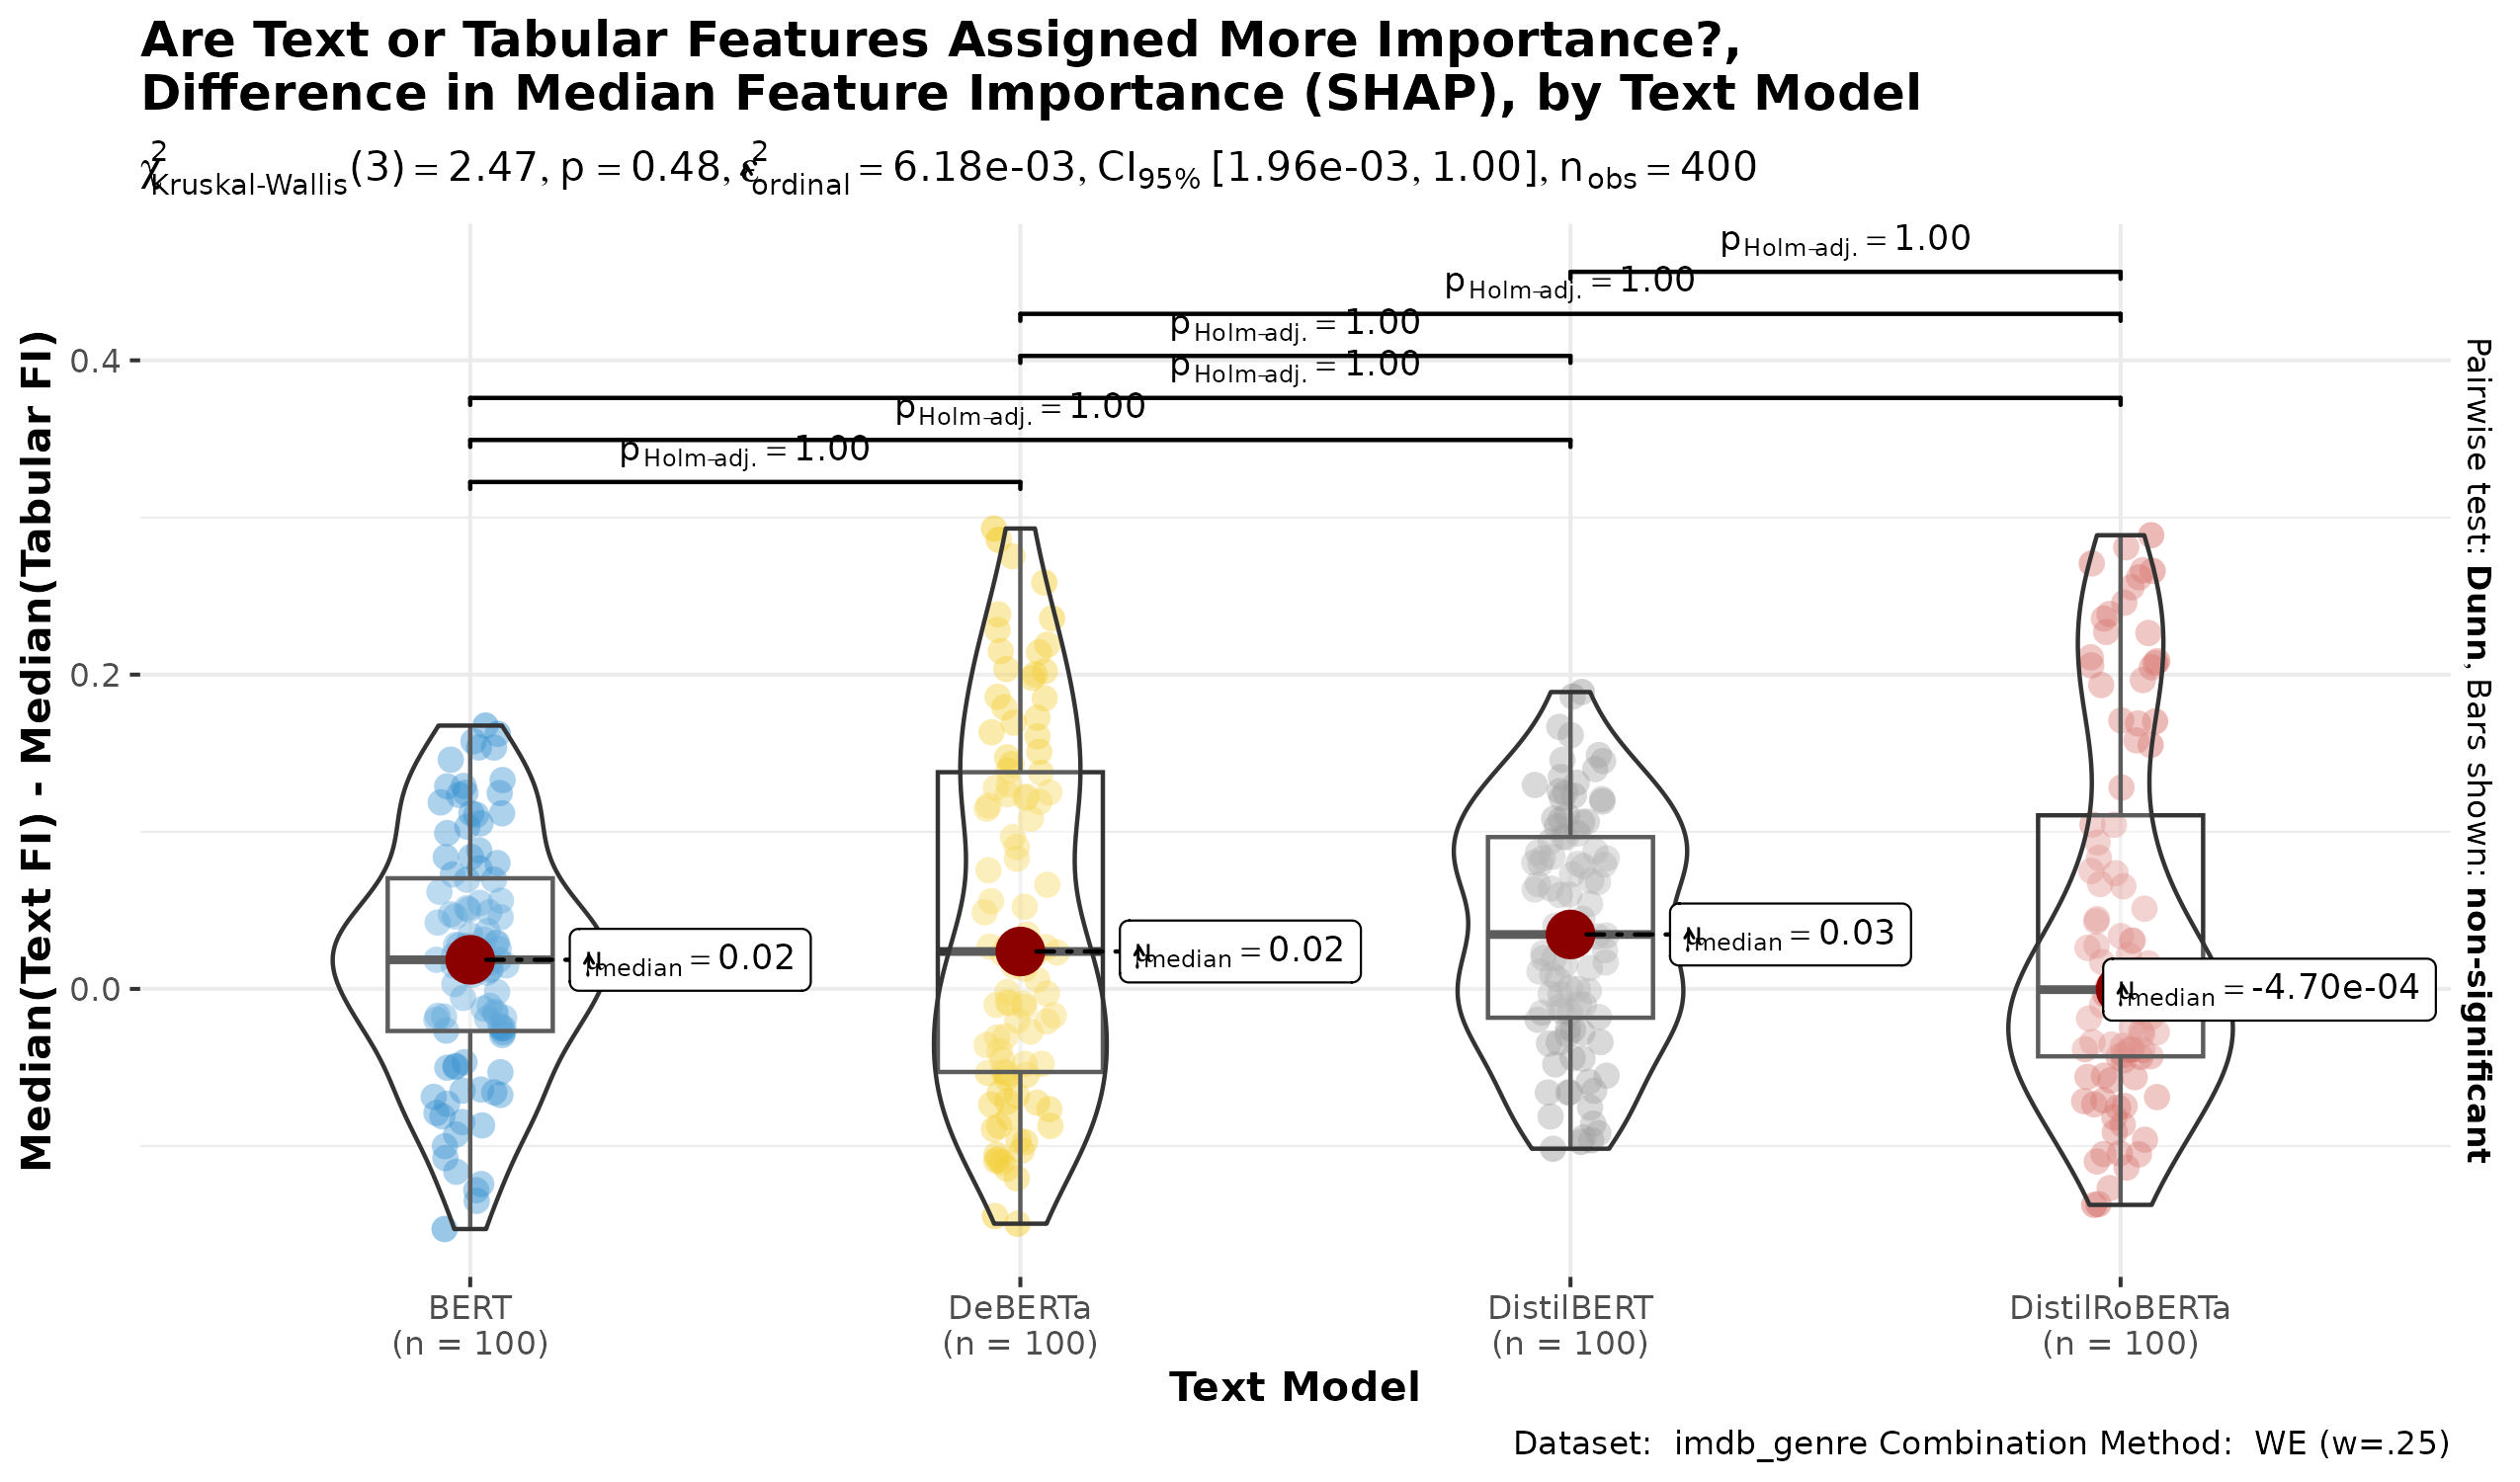 Are Text or Tabular Features Assigned More Importance?,
Difference in Median Feature Importance (SHAP), by Text Model
χ²Kruskal-Wallis(3) = 2.47, p = 0.48, ε̂²ordinal = 6.18e-03, CI95% [1.96e-03, 1.00], nobs = 400
pHolm-adj. = 1.00
pHolm-adj. = 1.00
pHolm-adj. = 1.00
pHolm-adj. = 1.00
pHolm-adj. = 1.00
pHolm-adj. = 1.00
Median(Text FI) - Median(Tabular FI)
0.4
0.2
0.0
μ̂median = 0.02
μ̂median = 0.02
μ̂median = 0.03
μ̂median = -4.70e-04
Pairwise test: Dunn, Bars shown: non-significant
BERT
(n = 100)
DeBERTa
(n = 100)
DistilBERT
(n = 100)
DistilRoBERTa
(n = 100)
Text Model
Dataset:  imdb_genre Combination Method:  WE (w=.25)